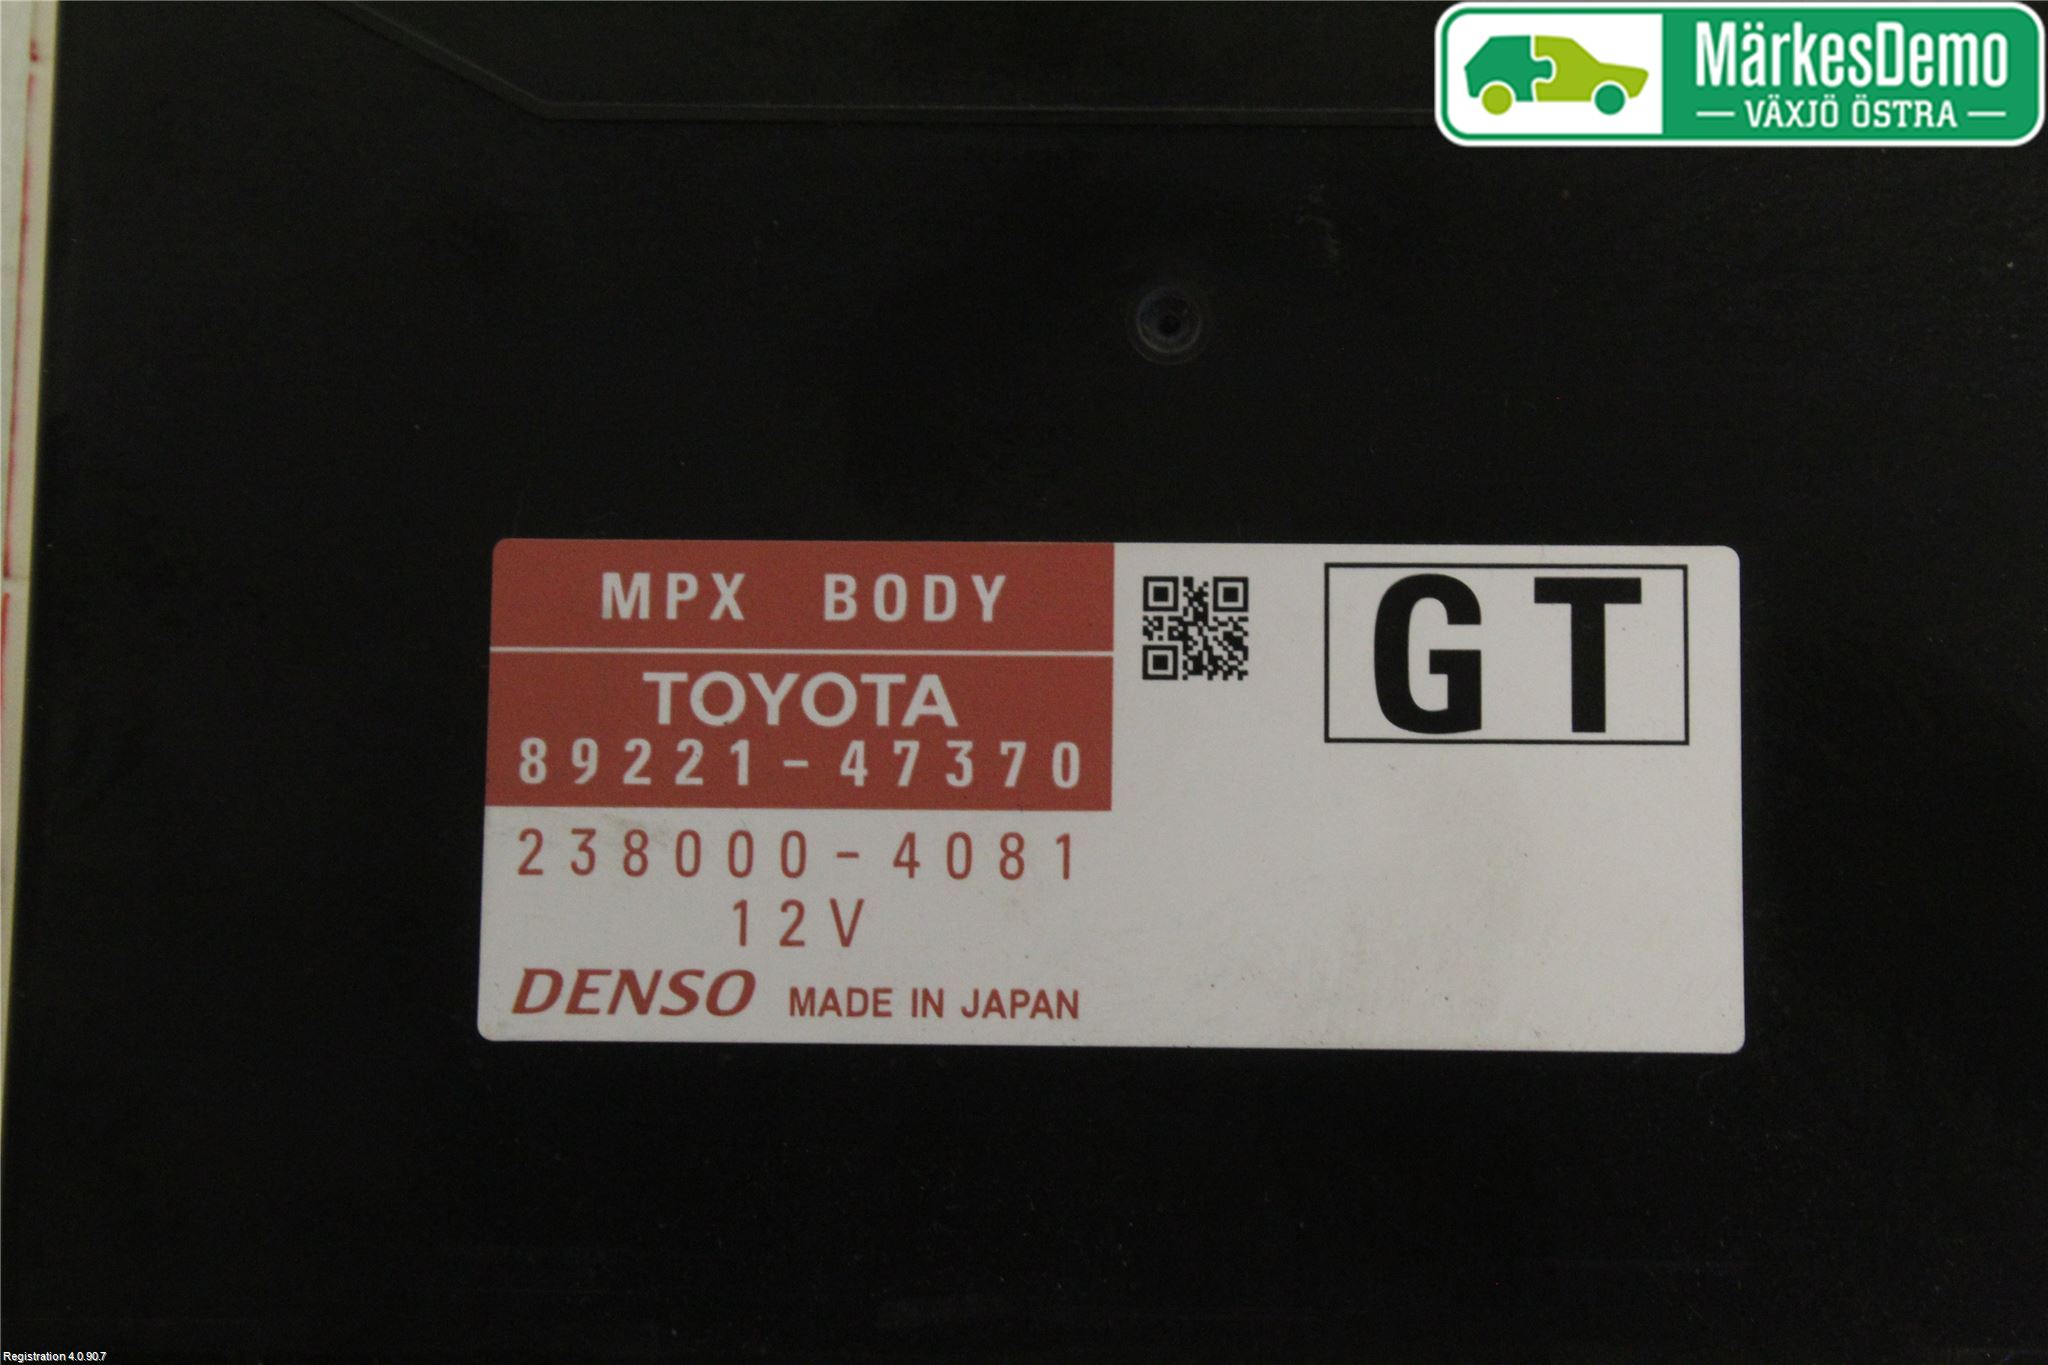 MärkesDemo
VÄXJÖ ÖSTRA
MPX BODY
GT
TOYOTA
89221-47370
238000-4081
12V
DENSO MADE IN JAPAN
Registration 4.0.90.7